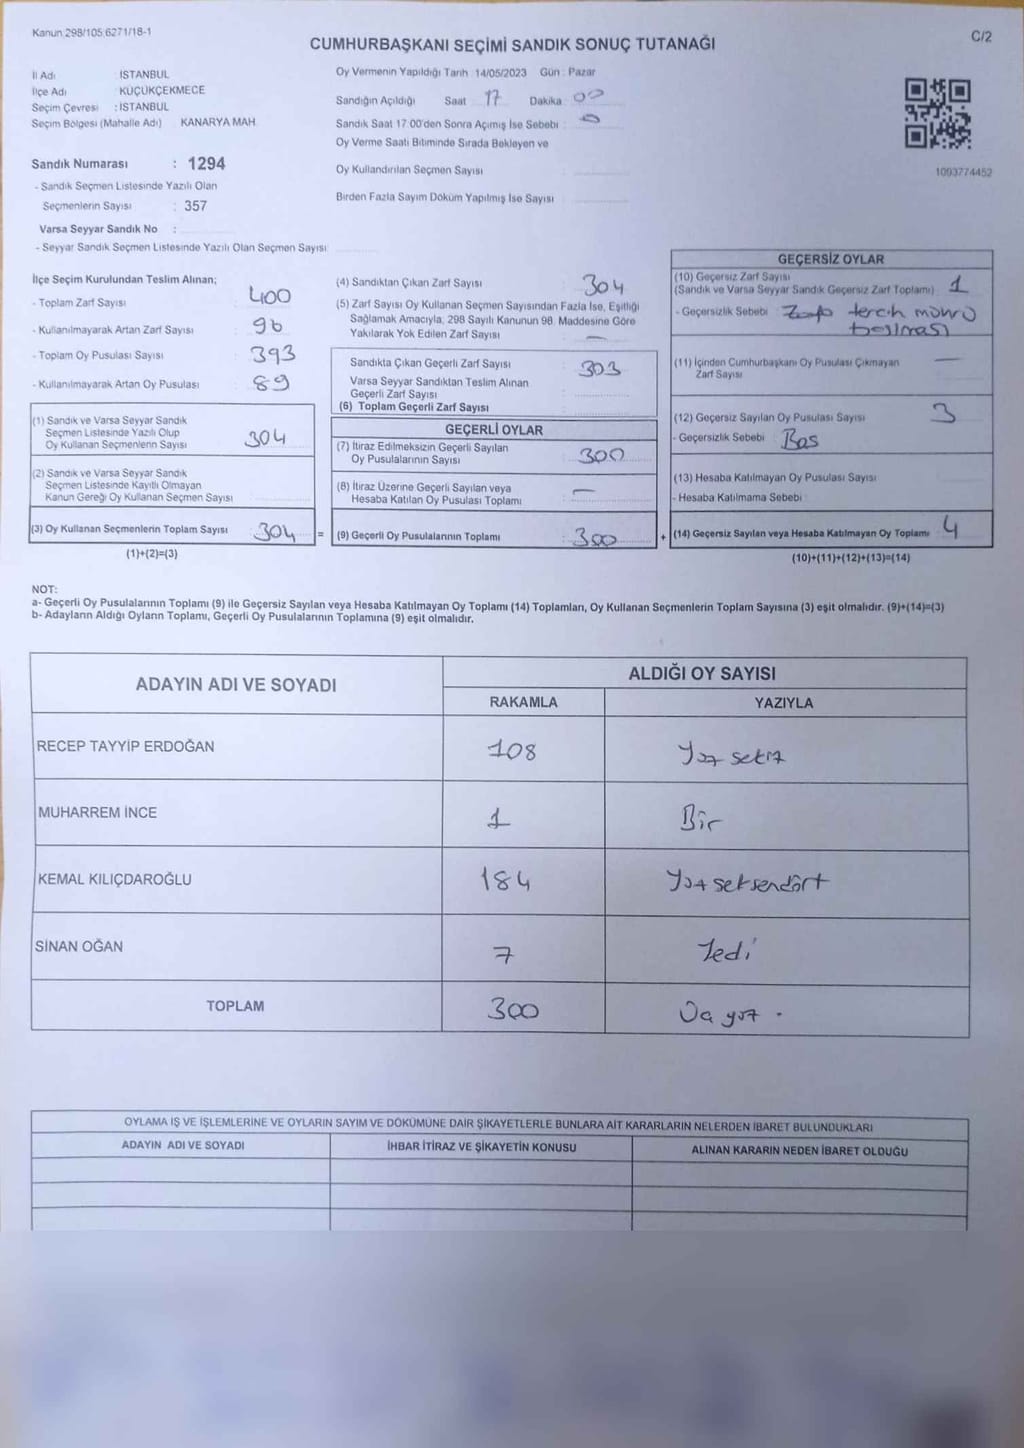 Kanun 298/105,6271/18-1
C/2
CUMHURBAŞKANI SEÇİMİ SANDIK SONUÇ TUTANAĞI
İl Adı : İSTANBUL
İlçe Adı : KÜÇÜKÇEKMECE
Seçim Çevresi : İSTANBUL
Seçim Bölgesi (Mahalle Adı) KANARYA MAH.
Sandık Numarası : 1294
- Sandık Seçmen Listesinde Yazılı Olan
Seçmenlerin Sayısı : 357
Varsa Seyyar Sandık No :
- Seyyar Sandık Seçmen Listesinde Yazılı Olan Seçmen Sayısı:
Oy Vermenin Yapıldığı Tarih : 14/05/2023 Gün : Pazar
Sandığın Açıldığı Saat 17 Dakika 00
Sandık Saat 17:00'den Sonra Açımış İse Sebebi :
Oy Verme Saati Bitiminde Sırada Bekleyen ve
Oy Kullandırılan Seçmen Sayısı :
Birden Fazla Sayım Döküm Yapılmış İse Sayısı :
1093774452
İlçe Seçim Kurulundan Teslim Alınan;
- Toplam Zarf Sayısı : 400
- Kullanılmayarak Artan Zarf Sayısı : 96
- Toplam Oy Pusulası Sayısı : 393
- Kullanılmayarak Artan Oy Pusulası : 89
(1) Sandık ve Varsa Seyyar Sandık
Seçmen Listesinde Yazılı Olup
Oy Kullanan Seçmenlerin Sayısı 304
(2) Sandık ve Varsa Seyyar Sandık
Seçmen Listesinde Kayıtlı Olmayan
Kanun Gereği Oy Kullanan Seçmen Sayısı
(3) Oy Kullanan Seçmenlerin Toplam Sayısı 304 =
(1)+(2)=(3)
(4) Sandıktan Çıkan Zarf Sayısı : 304
(5) Zarf Sayısı Oy Kullanan Seçmen Sayısından Fazla İse, Eşitliği
Sağlamak Amacıyla; 298 Sayılı Kanunun 98. Maddesine Göre
Yakılarak Yok Edilen Zarf Sayısı : —
Sandıkta Çıkan Geçerli Zarf Sayısı : 303
Varsa Seyyar Sandıktan Teslim Alınan
Geçerli Zarf Sayısı :
(6) Toplam Geçerli Zarf Sayısı :
GEÇERLİ OYLAR
(7) İtiraz Edilmeksizin Geçerli Sayılan
Oy Pusulalarının Sayısı : 300
(8) İtiraz Üzerine Geçerli Sayılan veya
Hesaba Katılan Oy Pusulası Toplamı : —
(9) Geçerli Oy Pusulalarının Toplamı : 300 +
GEÇERSİZ OYLAR
(10) Geçersiz Zarf Sayısı
(Sandık ve Varsa Seyyar Sandık Geçersiz Zarf Toplamı) : 1
- Geçersizlik Sebebi : Zarfa tercih mührü
basılması
(11) İçinden Cumhurbaşkanı Oy Pusulası Çıkmayan —
Zarf Sayısı
(12) Geçersiz Sayılan Oy Pusulası Sayısı 3
- Geçersizlik Sebebi : Boş
(13) Hesaba Katılmayan Oy Pusulası Sayısı
- Hesaba Katılmama Sebebi :
(14) Geçersiz Sayılan veya Hesaba Katılmayan Oy Toplamı 4
(10)+(11)+(12)+(13)=(14)
NOT:
a- Geçerli Oy Pusulalarının Toplamı (9) ile Geçersiz Sayılan veya Hesaba Katılmayan Oy Toplamı (14) Toplamları, Oy Kullanan Seçmenlerin Toplam Sayısına (3) eşit olmalıdır. (9)+(14)=(3)
b- Adayların Aldığı Oyların Toplamı, Geçerli Oy Pusulalarının Toplamına (9) eşit olmalıdır.
ADAYIN ADI VE SOYADI
ALDIĞI OY SAYISI
RAKAMLA YAZIYLA
RECEP TAYYİP ERDOĞAN 108 Yüz sekiz
MUHARREM İNCE 1 Bir
KEMAL KILIÇDAROĞLU 184 Yüz seksendört
SİNAN OĞAN 7 Yedi
TOPLAM 300 Üç yüz .
OYLAMA İŞ VE İŞLEMLERİNE VE OYLARIN SAYIM VE DÖKÜMÜNE DAİR ŞİKAYETLERLE BUNLARA AİT KARARLARIN NELERDEN İBARET BULUNDUKLARI
ADAYIN ADI VE SOYADI İHBAR İTİRAZ VE ŞİKAYETİN KONUSU ALINAN KARARIN NEDEN İBARET OLDUĞU